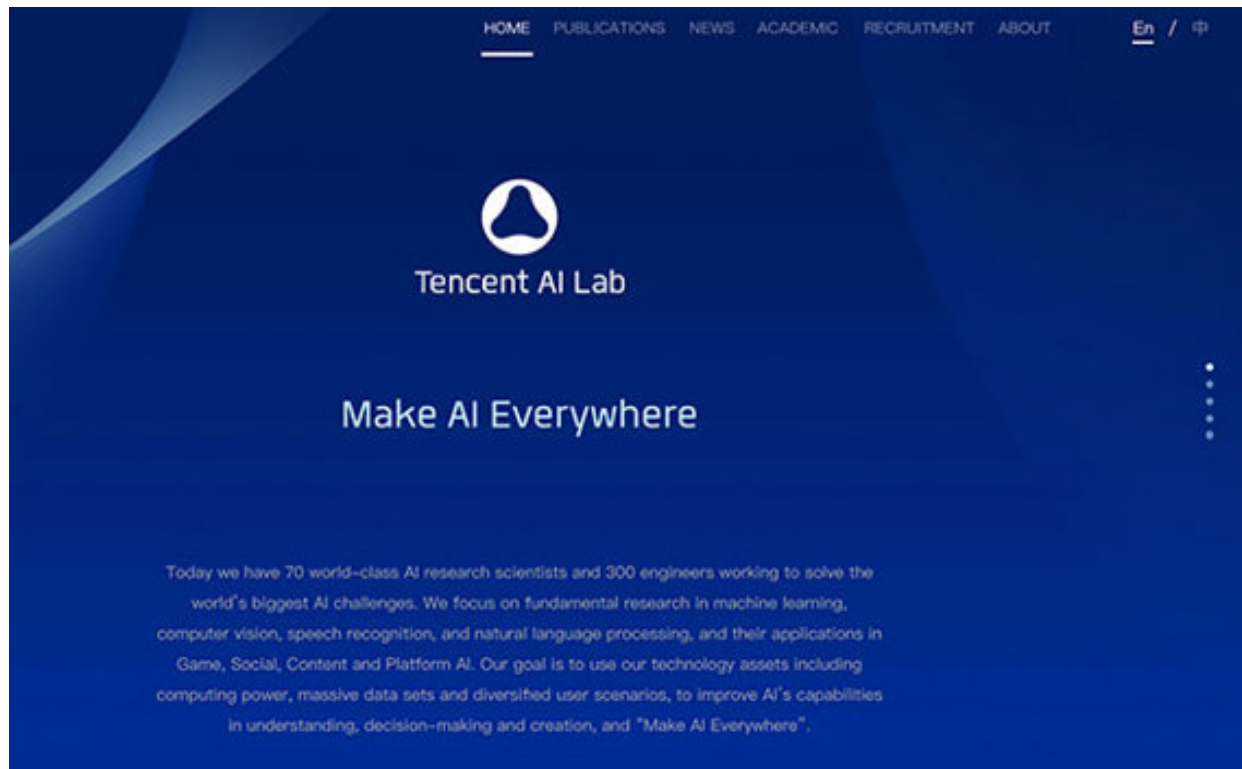 HOME PUBLICATIONS NEWS ACADEMIC RECRUITMENT ABOUT En / 中
Tencent AI Lab
Make AI Everywhere
Today we have 70 world-class AI research scientists and 300 engineers working to solve the
world's biggest AI challenges. We focus on fundamental research in machine learning,
computer vision, speech recognition, and natural language processing, and their applications in
Game, Social, Content and Platform AI. Our goal is to use our technology assets including
computing power, massive data sets and diversified user scenarios, to improve AI's capabilities
in understanding, decision-making and creation, and "Make AI Everywhere".